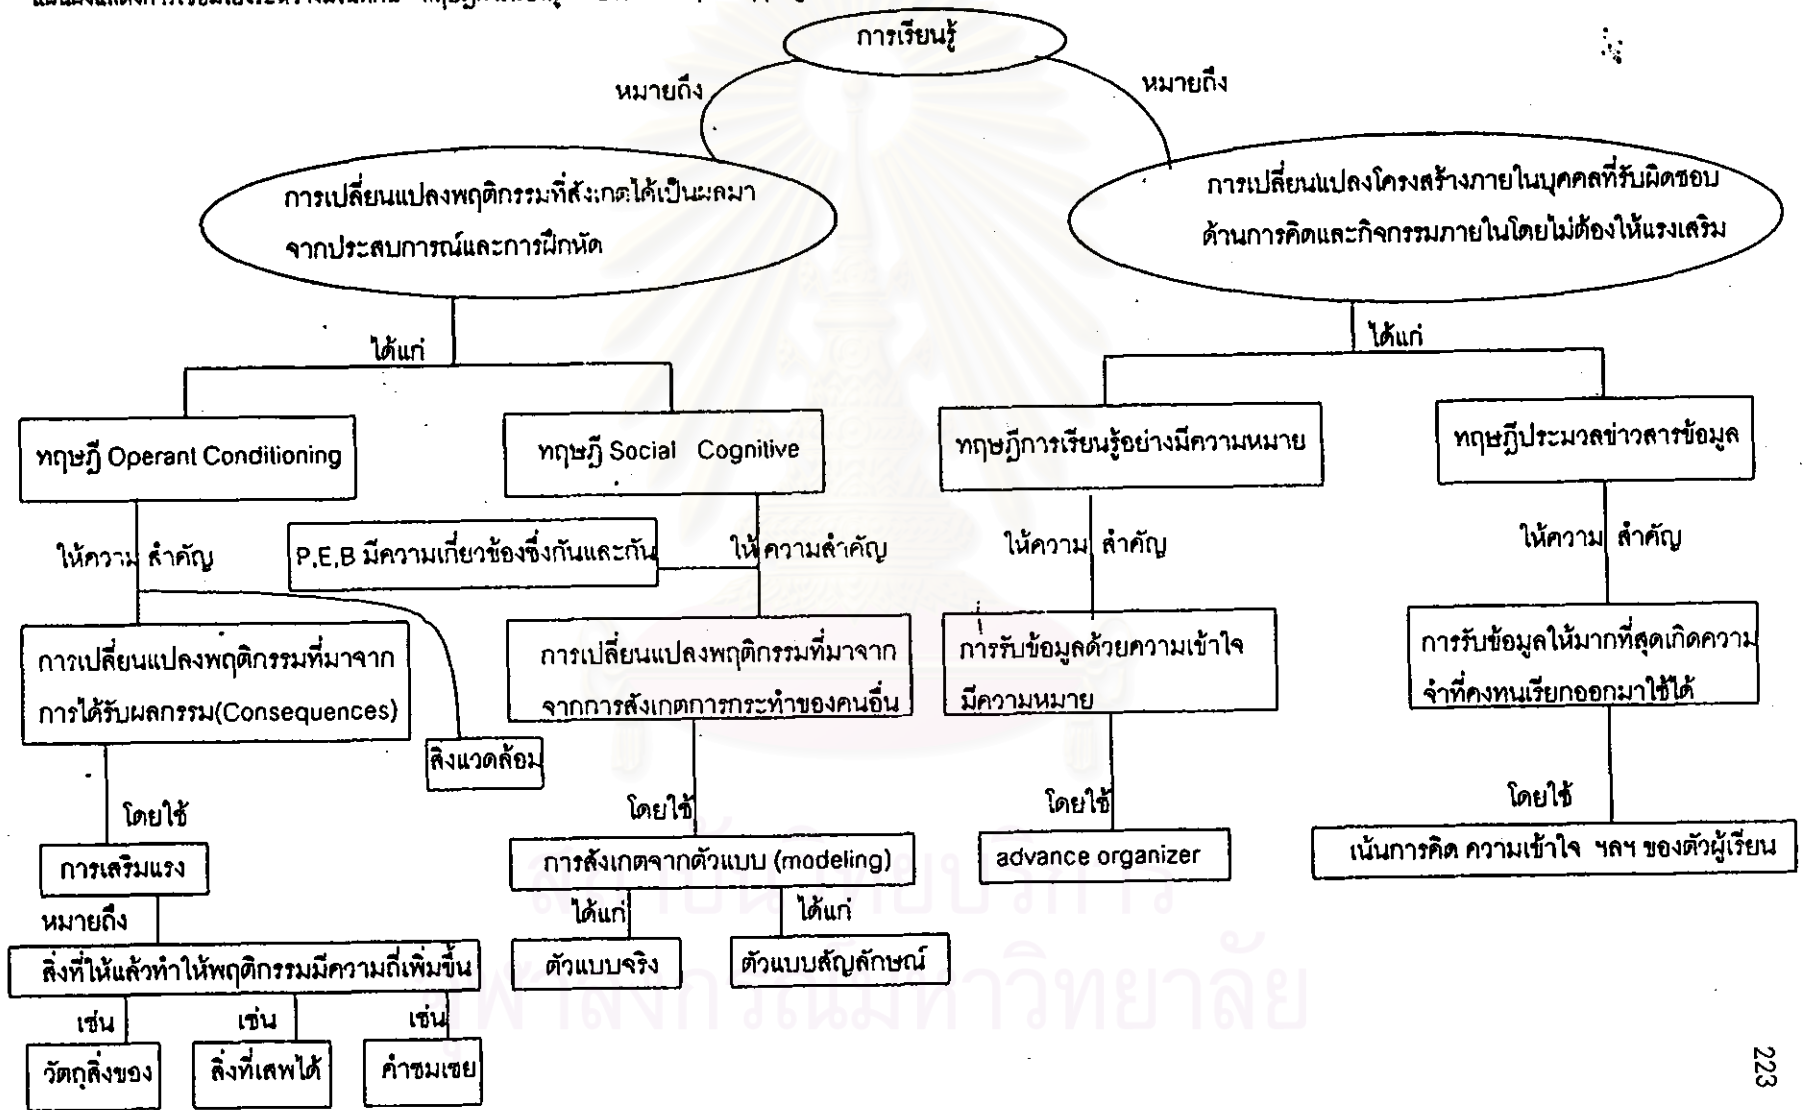 การเรียนรู้
หมายถึง
หมายถึง
การเปลี่ยนแปลงพฤติกรรมที่สังเกตได้เป็นผลมา
จากประสบการณ์และการฝึกหัด
การเปลี่ยนแปลงโครงสร้างภายในบุคคลที่รับผิดชอบ
ด้านการคิดและกิจกรรมภายในโดยไม่ต้องให้แรงเสริม
ได้แก่
ได้แก่
ทฤษฎี Operant Conditioning
ทฤษฎี Social Cognitive
ทฤษฎีการเรียนรู้อย่างมีความหมาย
ทฤษฎีประมวลข่าวสารข้อมูล
ให้ความ สำคัญ
P,E,B มีความเกี่ยวข้องซึ่งกันและกัน
ให้ ความสำคัญ
ให้ความ สำคัญ
ให้ความ สำคัญ
การเปลี่ยนแปลงพฤติกรรมที่มาจาก
การได้รับผลกรรม(Consequences)
สิ่งแวดล้อม
การเปลี่ยนแปลงพฤติกรรมที่มาจาก
จากการสังเกตการกระทำของคนอื่น
การรับข้อมูลด้วยความเข้าใจ
มีความหมาย
การรับข้อมูลให้มากที่สุดเกิดความ
จำที่คงทนเรียกออกมาใช้ได้
โดยใช้
โดยใช้
โดยใช้
โดยใช้
การเสริมแรง
การสังเกตจากตัวแบบ (modeling)
advance organizer
เน้นการคิด ความเข้าใจ ฯลฯ ของตัวผู้เรียน
หมายถึง
ได้แก่
ได้แก่
สิ่งที่ให้แล้วทำให้พฤติกรรมมีความถี่เพิ่มขึ้น
ตัวแบบจริง
ตัวแบบสัญลักษณ์
เช่น
เช่น
เช่น
วัตถุสิ่งของ
สิ่งที่เสพได้
คำชมเชย
สถาบันวิทยบริการ
จุฬาลงกรณ์มหาวิทยาลัย
223